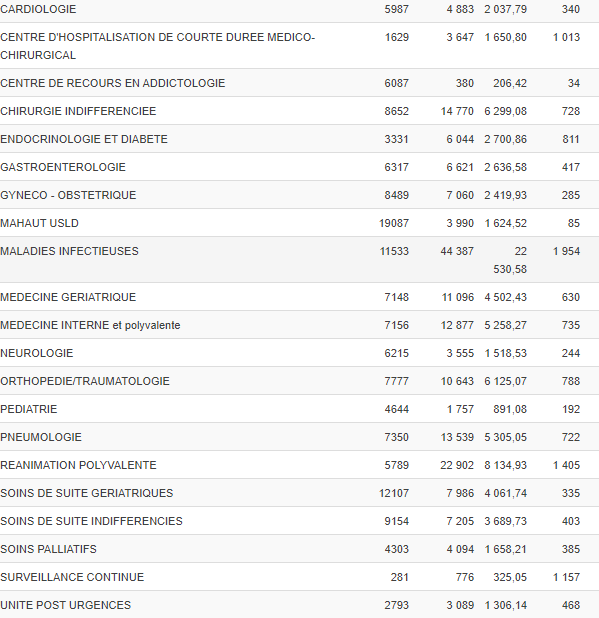 CARDIOLOGIE 5987 4 883 2 037,79 340
CENTRE D'HOSPITALISATION DE COURTE DUREE MEDICO- 1629 3 647 1 650,80 1 013
CHIRURGICAL
CENTRE DE RECOURS EN ADDICTOLOGIE 6087 380 206,42 34
CHIRURGIE INDIFFERENCIEE 8652 14 770 6 299,08 728
ENDOCRINOLOGIE ET DIABETE 3331 6 044 2 700,86 811
GASTROENTEROLOGIE 6317 6 621 2 636,58 417
GYNECO - OBSTETRIQUE 8489 7 060 2 419,93 285
MAHAUT USLD 19087 3 990 1 624,52 85
MALADIES INFECTIEUSES 11533 44 387 22 1 954
530,58
MEDECINE GERIATRIQUE 7148 11 096 4 502,43 630
MEDECINE INTERNE et polyvalente 7156 12 877 5 258,27 735
NEUROLOGIE 6215 3 555 1 518,53 244
ORTHOPEDIE/TRAUMATOLOGIE 7777 10 643 6 125,07 788
PEDIATRIE 4644 1 757 891,08 192
PNEUMOLOGIE 7350 13 539 5 305,05 722
REANIMATION POLYVALENTE 5789 22 902 8 134,93 1 405
SOINS DE SUITE GERIATRIQUES 12107 7 986 4 061,74 335
SOINS DE SUITE INDIFFERENCIES 9154 7 205 3 689,73 403
SOINS PALLIATIFS 4303 4 094 1 658,21 385
SURVEILLANCE CONTINUE 281 776 325,05 1 157
UNITE POST URGENCES 2793 3 089 1 306,14 468